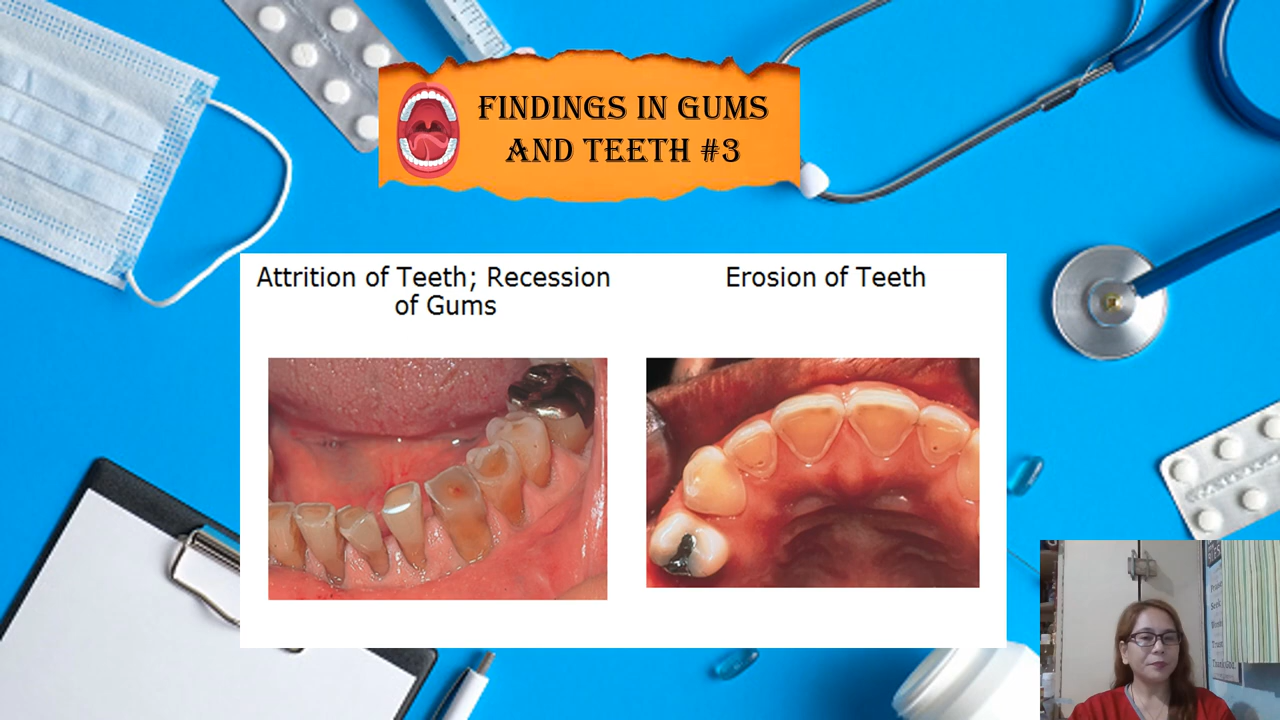 FINDINGS IN GUMS
AND TEETH #3
Attrition of Teeth; Recession
of Gums
Erosion of Teeth